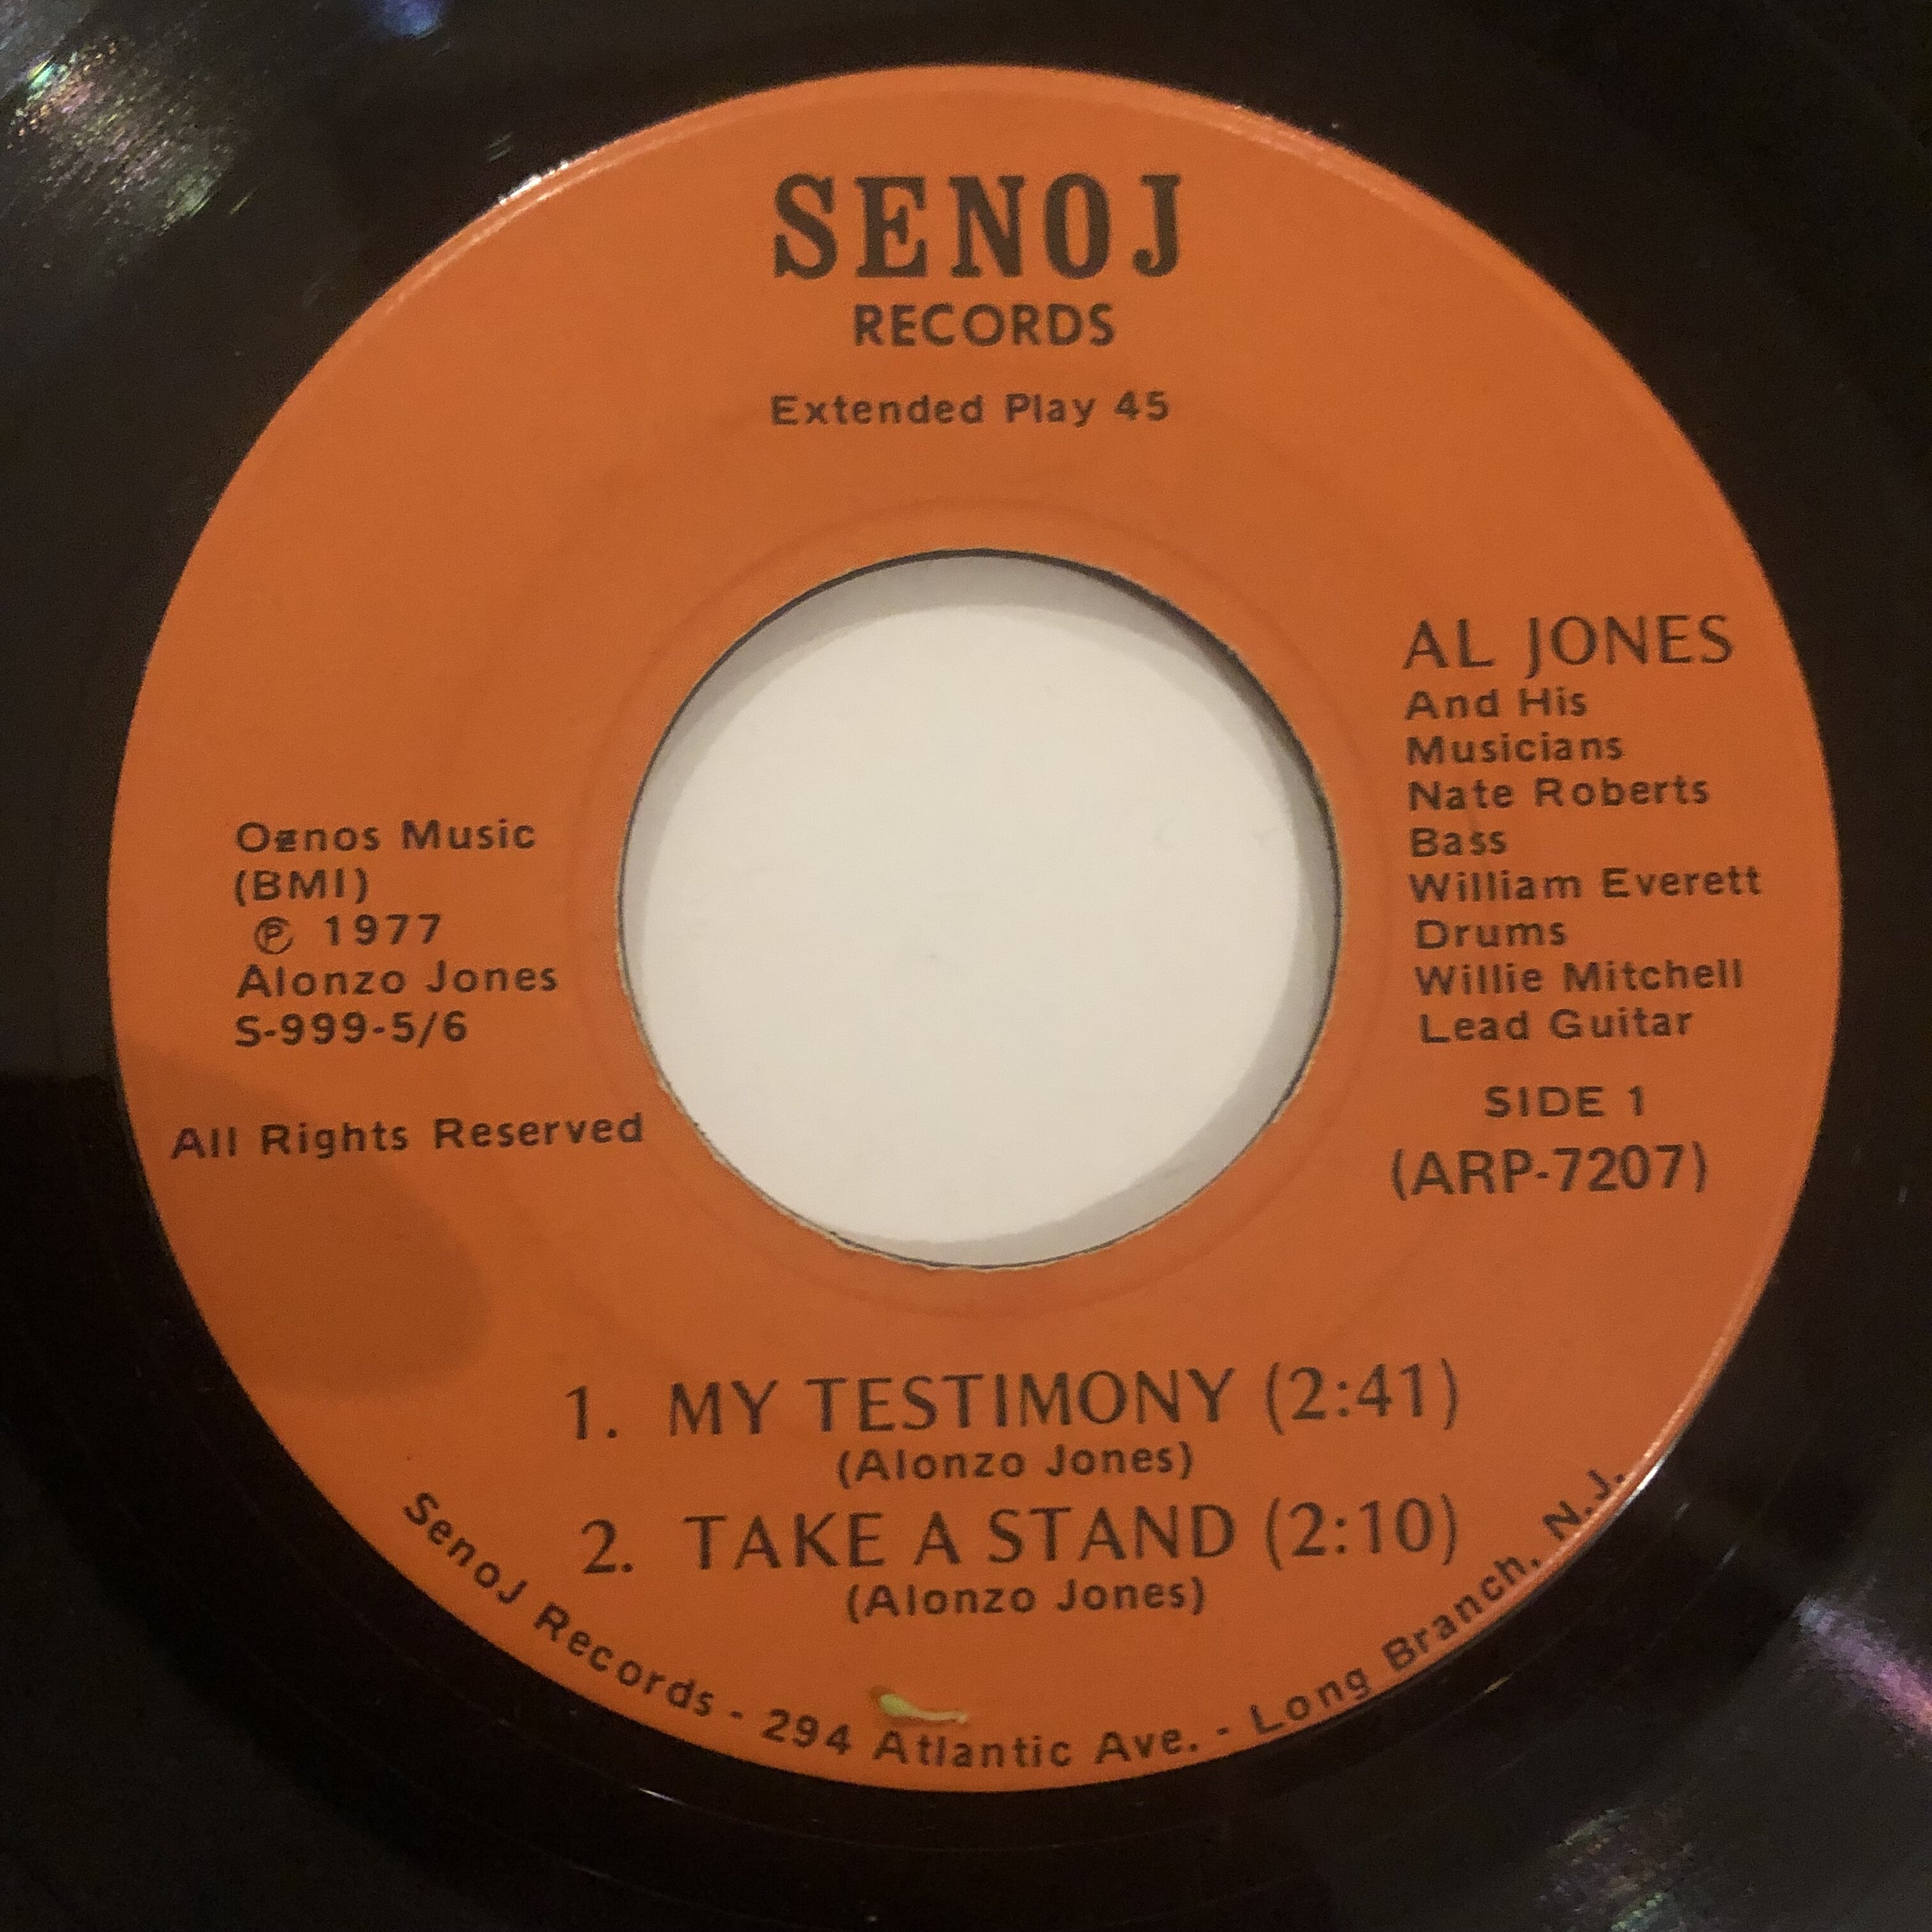 SENOJ
RECORDS
Extended Play 45
AL JONES
And His
Musicians
Nate Roberts
Bass
William Everett
Drums
Willie Mitchell
Lead Guitar
SIDE 1
(ARP-7207)
Music
(BMI)
℗ 1977
Alonzo Jones
S-999-5/6
All Rights Reserved
1. MY TESTIMONY (2:41)
(Alonzo Jones)
2. TAKE A STAND (2:10)
(Alonzo Jones)
SenoJ Records - 294 Atlantic Ave. - Long Branch, N.J.